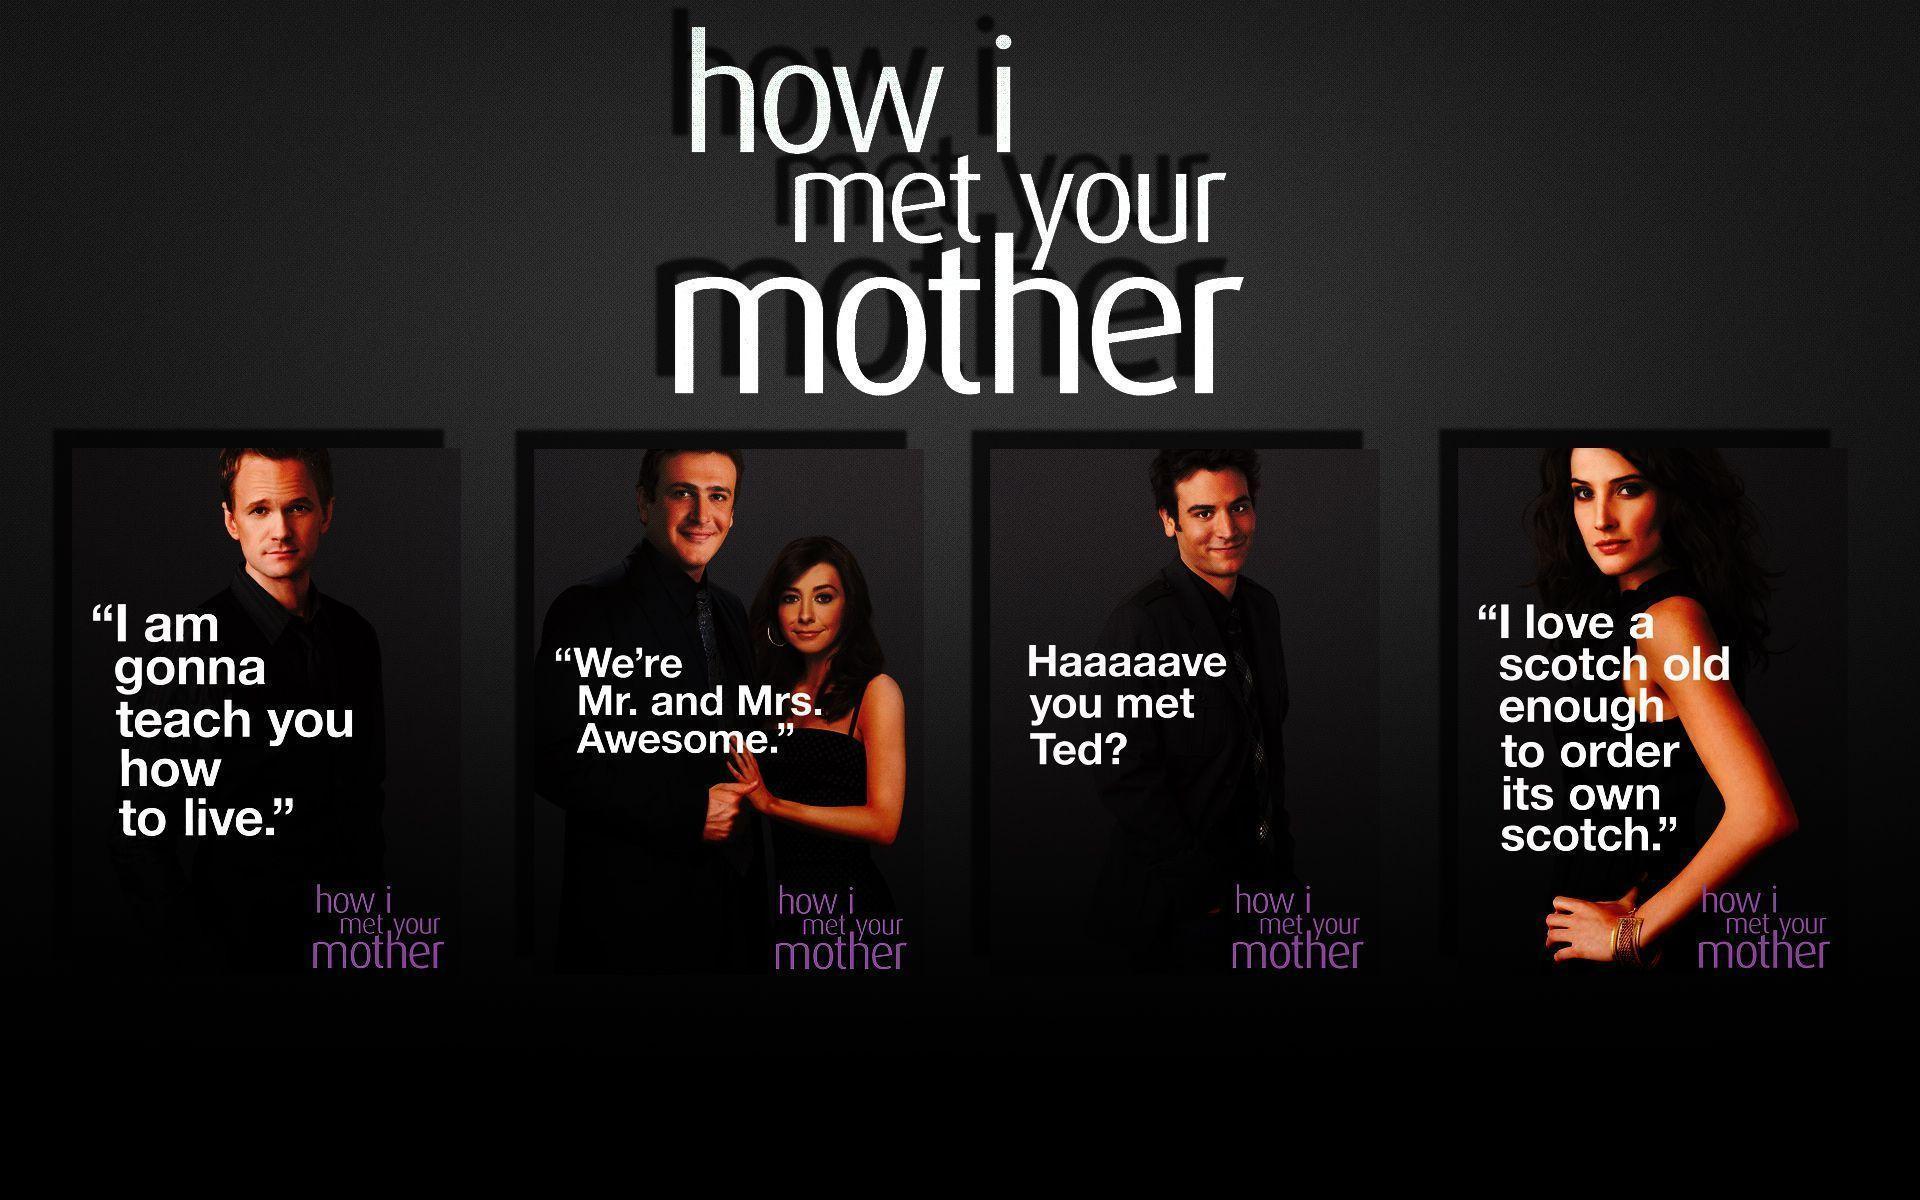 how i
met your
mother
“I am
gonna
teach you
how
to live.”
how i
met your
mother
“We’re
Mr. and Mrs.
Awesome.”
how i
met your
mother
Haaaaave
you met
Ted?
how i
met your
mother
“I love a
scotch old
enough
to order
its own
scotch.”
how i
met your
mother